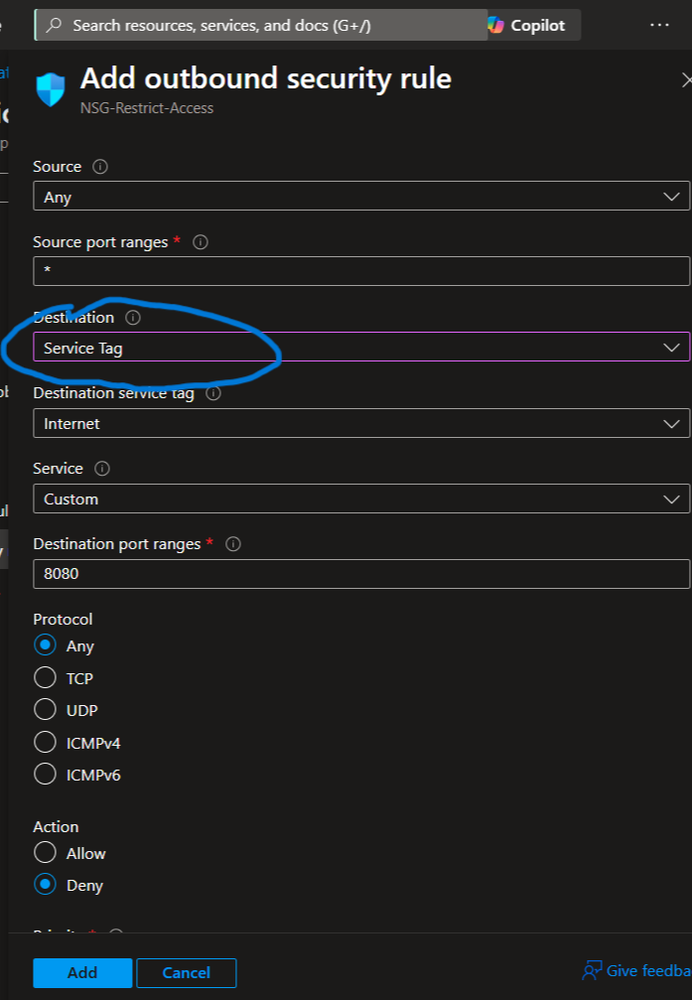 Search resources, services, and docs (G+/)
Copilot
Add outbound security rule
NSG-Restrict-Access
Source
Any
Source port ranges *
*
Destination
Service Tag
Destination service tag
Internet
Service
Custom
Destination port ranges *
8080
Protocol
Any
TCP
UDP
ICMPv4
ICMPv6
Action
Allow
Deny
Add
Cancel
Give feedba